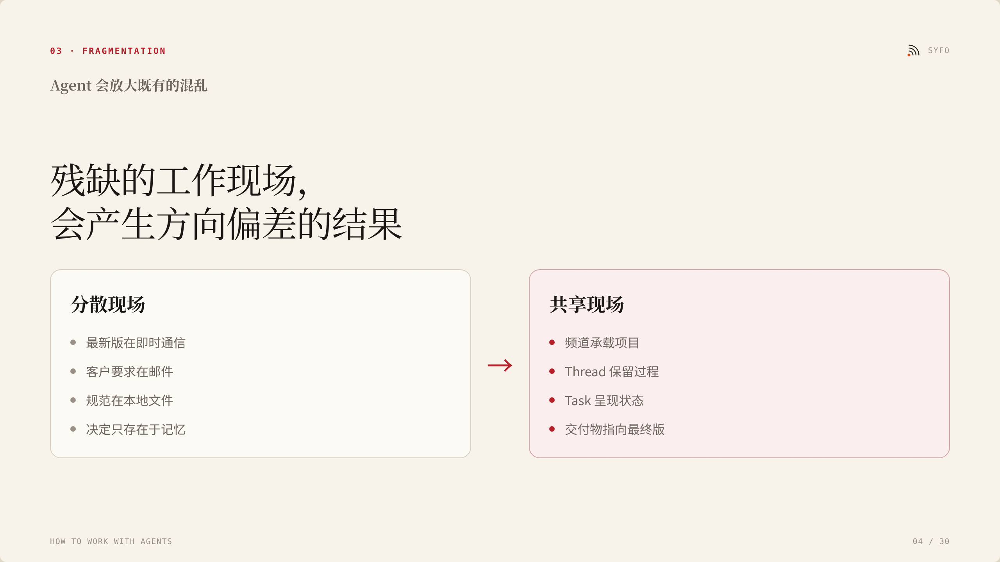 03 · FRAGMENTATION
SYFO
Agent 会放大既有的混乱
残缺的工作现场,
会产生方向偏差的结果
分散现场
最新版在即时通信
客户要求在邮件
规范在本地文件
决定只存在于记忆
→
共享现场
频道承载项目
Thread 保留过程
Task 呈现状态
交付物指向最终版
HOW TO WORK WITH AGENTS
04 / 30